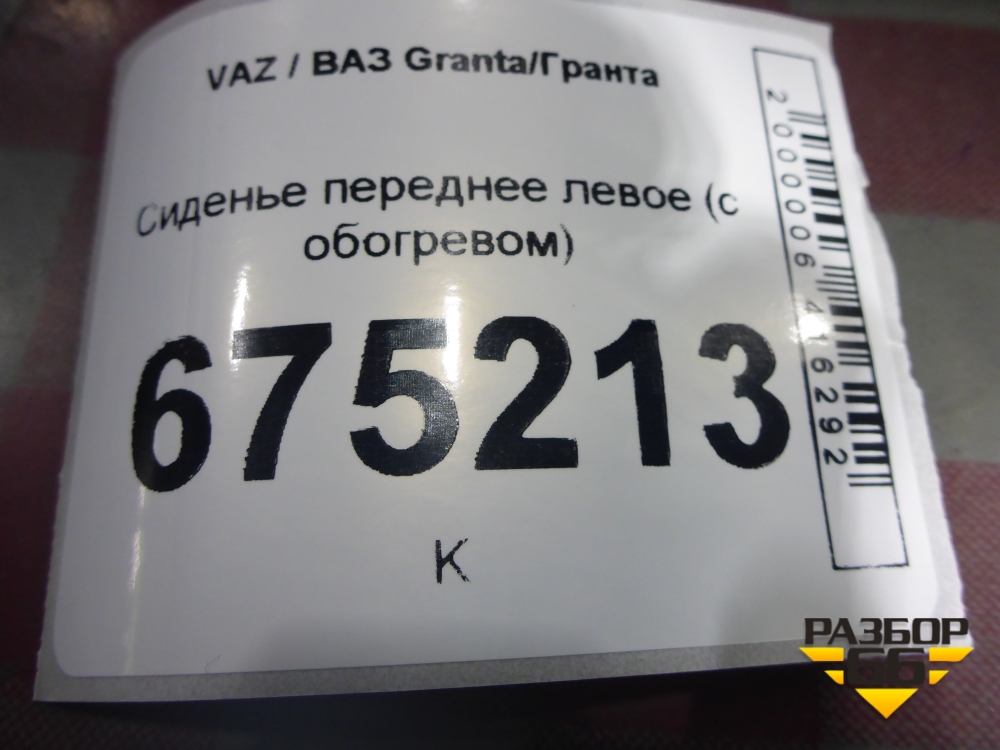 VAZ / ВАЗ Granta/Гранта
Сиденье переднее левое (с
обогревом)
675213
К
2000006416292
РАЗБОР
66